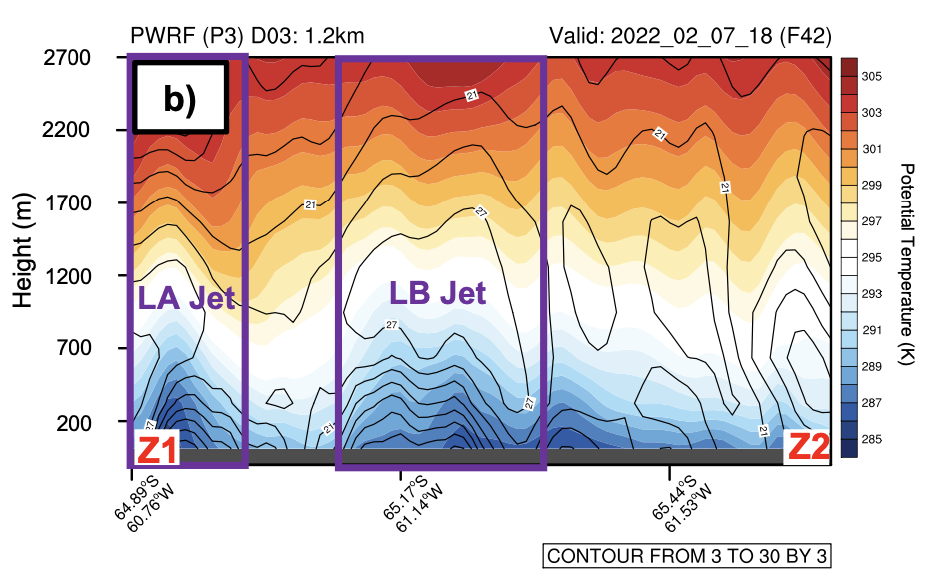 PWRF (P3) D03: 1.2km Valid: 2022_02_07_18 (F42)
b)
2700
2200
1700
1200
700
200
Height (m)
21
21
21
21
27
27
27
27
21
21
LA Jet
LB Jet
Z1
Z2
64.89°S
60.76°W
65.17°S
61.14°W
65.44°S
61.53°W
305
303
301
299
297
295
293
291
289
287
285
Potential Temperature (K)
CONTOUR FROM 3 TO 30 BY 3